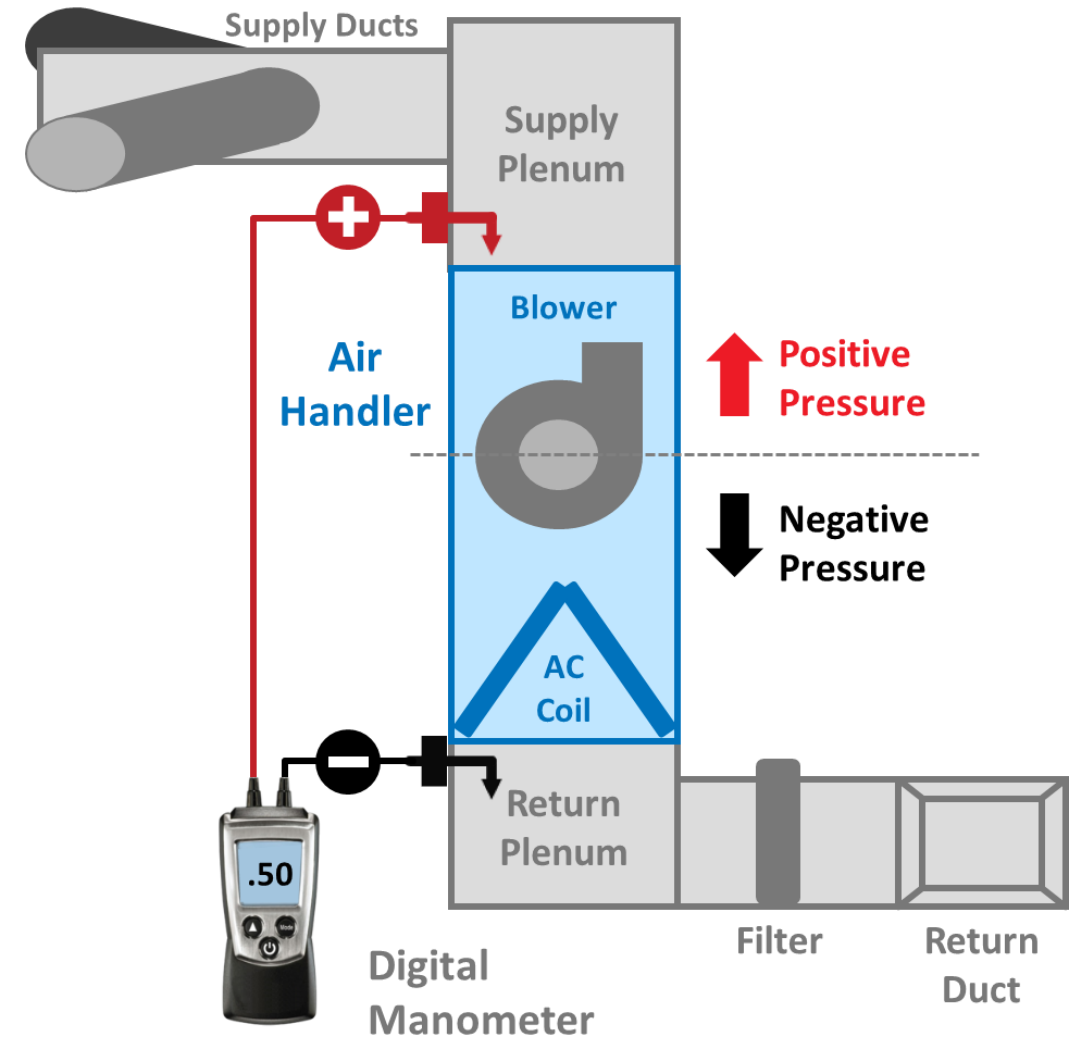 Supply Ducts
Supply
Plenum
Blower
Air
Handler
Positive
Pressure
Negative
Pressure
AC
Coil
Return
Plenum
.50
Mode
Filter
Return
Duct
Digital
Manometer